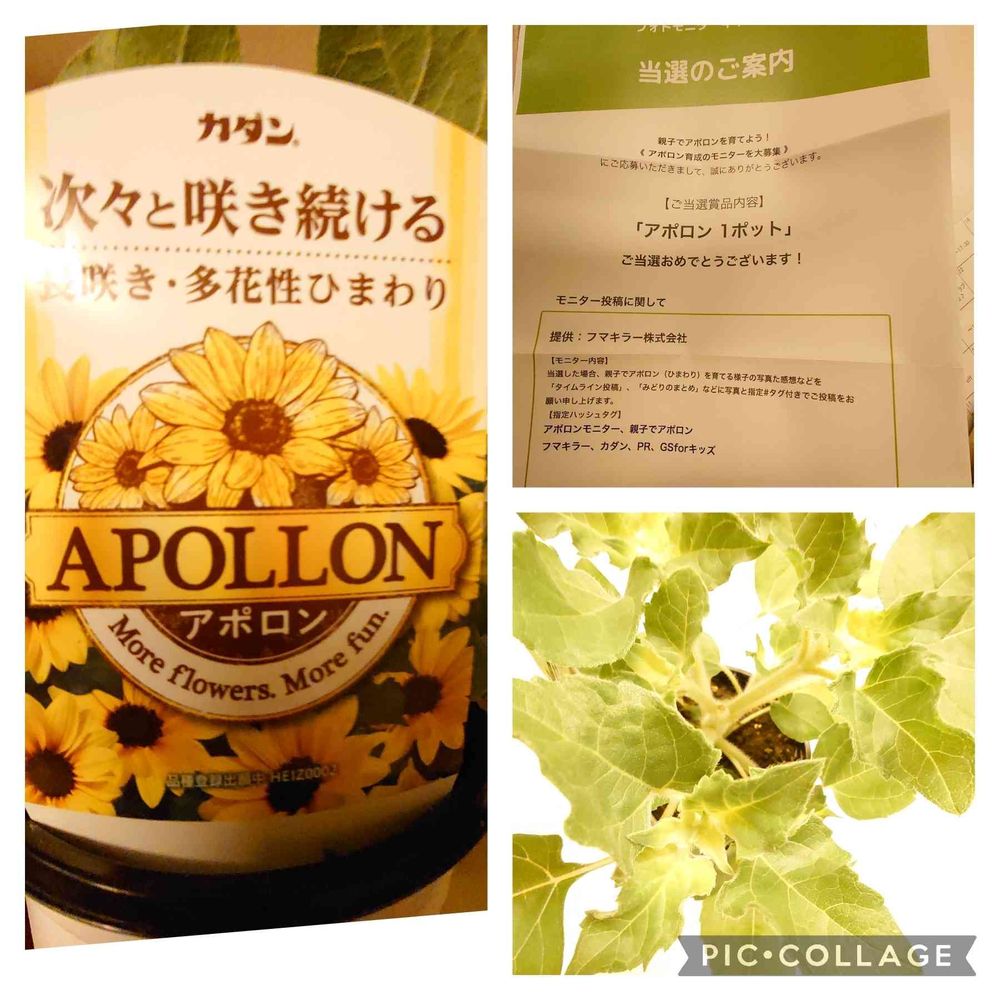 カダン®
次々と咲き続ける
長咲き・多花性ひまわり
APOLLON
アポロン
More flowers. More fun.
品種登録出願中 HEIZ0002
当選のご案内
親子でアポロンを育てよう！
《 アポロン育成のモニターを大募集 》
にご応募いただきまして、誠にありがとうございます。
【ご当選賞品内容】
「アポロン 1ポット」
ご当選おめでとうございます！
モニター投稿に関して
提供：フマキラー株式会社
【モニター内容】
当選した場合、親子でアポロン（ひまわり）を育てる様子の写真た感想などを
「タイムライン投稿」、「みどりのまとめ」などに写真と指定#タグ付きでご投稿をお
願い申し上げます。
【指定ハッシュタグ】
アポロンモニター、親子でアポロン
フマキラー、カダン、PR、GSforキッズ
PIC•COLLAGE